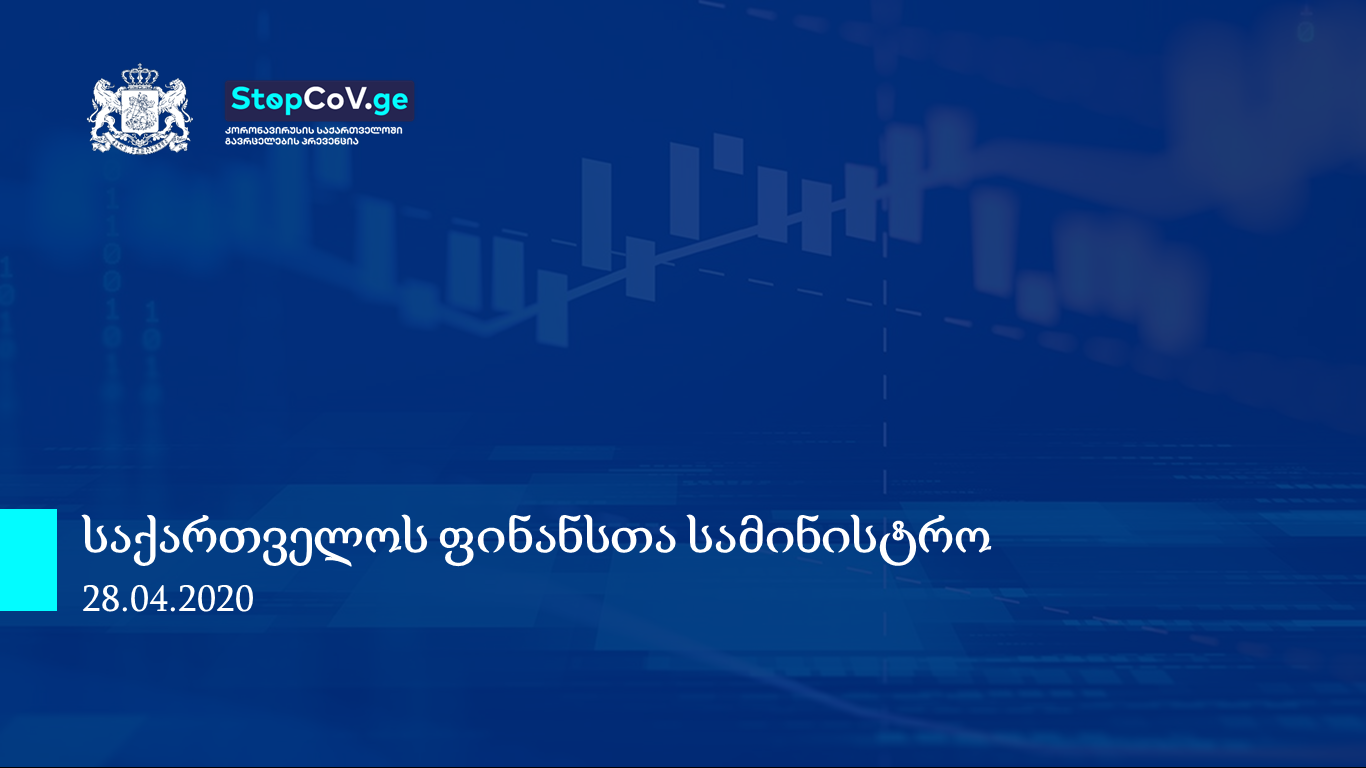 StopCoV.ge
კორონავირუსის საქართველოში
გავრცელების პრევენცია
საქართველოს ფინანსთა სამინისტრო
28.04.2020